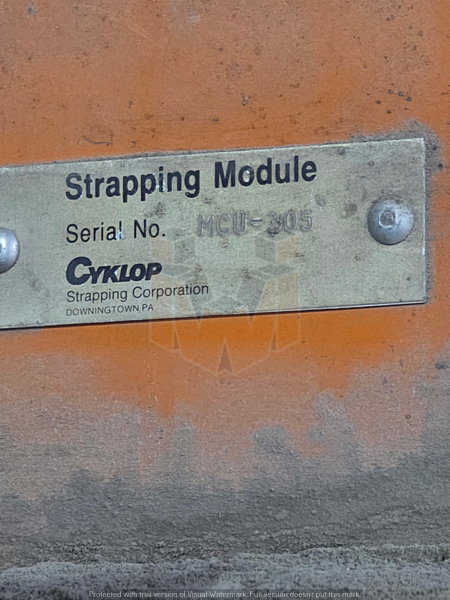 Strapping Module
Serial No. MCU-305
CYKLOP
Strapping Corporation
DOWNINGTOWN PA
Protected with trial version of Visual Watermark. Full version doesn't put this mark.